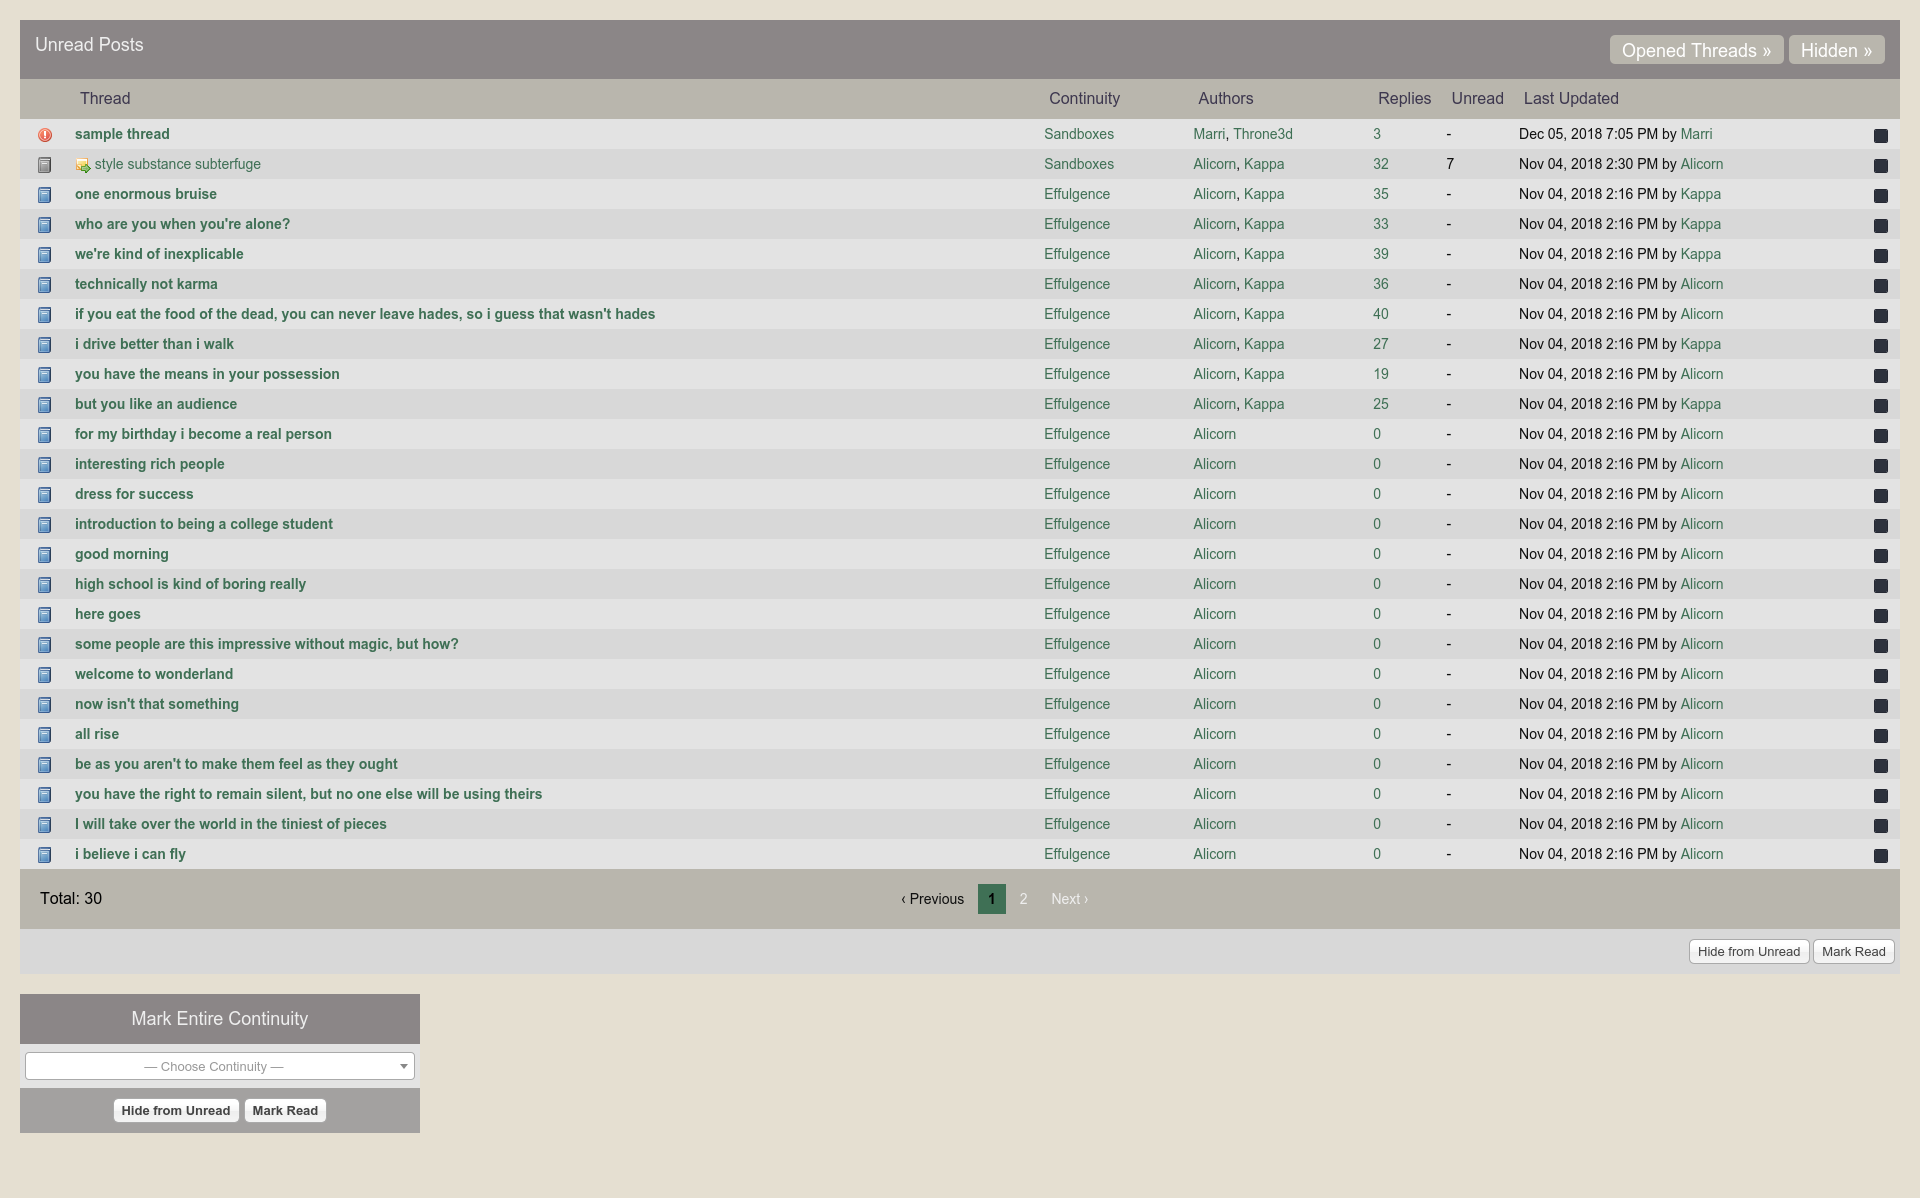 Unread Posts Opened Threads » Hidden »
Thread Continuity Authors Replies Unread Last Updated
sample thread Sandboxes Marri, Throne3d 3 - Dec 05, 2018 7:05 PM by Marri
style substance subterfuge Sandboxes Alicorn, Kappa 32 7 Nov 04, 2018 2:30 PM by Alicorn
one enormous bruise Effulgence Alicorn, Kappa 35 - Nov 04, 2018 2:16 PM by Kappa
who are you when you're alone? Effulgence Alicorn, Kappa 33 - Nov 04, 2018 2:16 PM by Kappa
we're kind of inexplicable Effulgence Alicorn, Kappa 39 - Nov 04, 2018 2:16 PM by Kappa
technically not karma Effulgence Alicorn, Kappa 36 - Nov 04, 2018 2:16 PM by Alicorn
if you eat the food of the dead, you can never leave hades, so i guess that wasn't hades Effulgence Alicorn, Kappa 40 - Nov 04, 2018 2:16 PM by Alicorn
i drive better than i walk Effulgence Alicorn, Kappa 27 - Nov 04, 2018 2:16 PM by Kappa
you have the means in your possession Effulgence Alicorn, Kappa 19 - Nov 04, 2018 2:16 PM by Alicorn
but you like an audience Effulgence Alicorn, Kappa 25 - Nov 04, 2018 2:16 PM by Kappa
for my birthday i become a real person Effulgence Alicorn 0 - Nov 04, 2018 2:16 PM by Alicorn
interesting rich people Effulgence Alicorn 0 - Nov 04, 2018 2:16 PM by Alicorn
dress for success Effulgence Alicorn 0 - Nov 04, 2018 2:16 PM by Alicorn
introduction to being a college student Effulgence Alicorn 0 - Nov 04, 2018 2:16 PM by Alicorn
good morning Effulgence Alicorn 0 - Nov 04, 2018 2:16 PM by Alicorn
high school is kind of boring really Effulgence Alicorn 0 - Nov 04, 2018 2:16 PM by Alicorn
here goes Effulgence Alicorn 0 - Nov 04, 2018 2:16 PM by Alicorn
some people are this impressive without magic, but how? Effulgence Alicorn 0 - Nov 04, 2018 2:16 PM by Alicorn
welcome to wonderland Effulgence Alicorn 0 - Nov 04, 2018 2:16 PM by Alicorn
now isn't that something Effulgence Alicorn 0 - Nov 04, 2018 2:16 PM by Alicorn
all rise Effulgence Alicorn 0 - Nov 04, 2018 2:16 PM by Alicorn
be as you aren't to make them feel as they ought Effulgence Alicorn 0 - Nov 04, 2018 2:16 PM by Alicorn
you have the right to remain silent, but no one else will be using theirs Effulgence Alicorn 0 - Nov 04, 2018 2:16 PM by Alicorn
I will take over the world in the tiniest of pieces Effulgence Alicorn 0 - Nov 04, 2018 2:16 PM by Alicorn
i believe i can fly Effulgence Alicorn 0 - Nov 04, 2018 2:16 PM by Alicorn
Total: 30 ‹ Previous 1 2 Next ›
Hide from Unread Mark Read
Mark Entire Continuity
— Choose Continuity —
Hide from Unread Mark Read